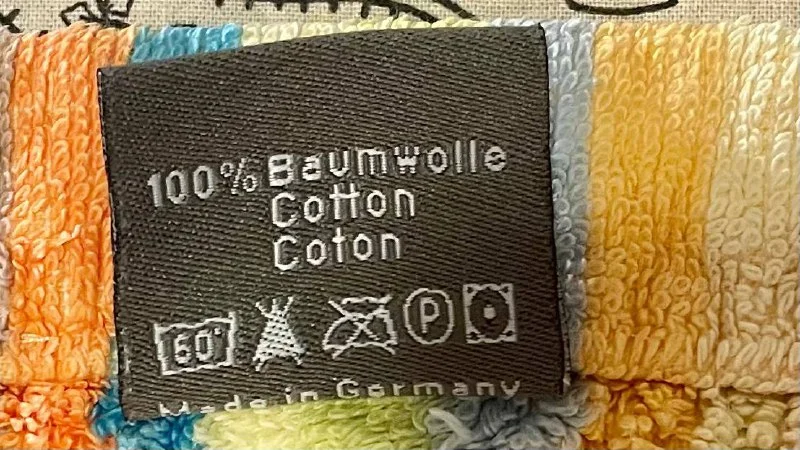 100% Baumwolle
Cotton
Coton
60°
P
Made in Germany